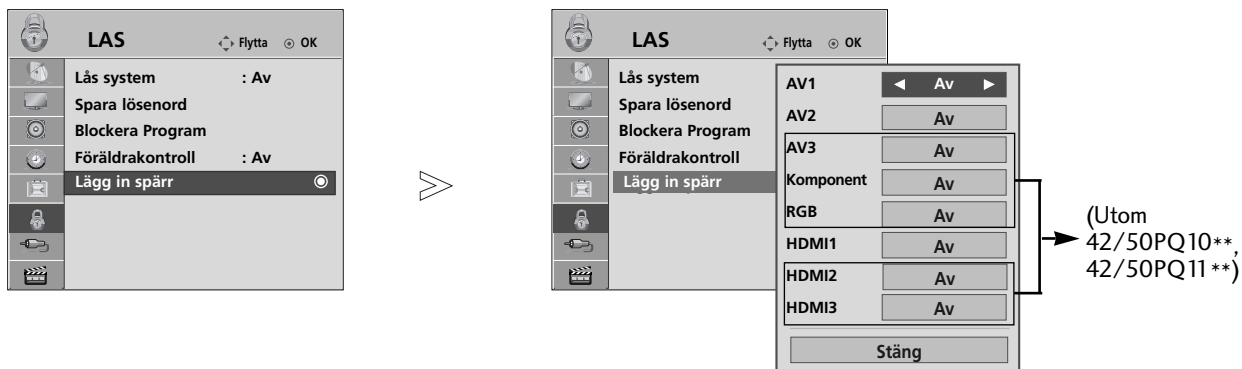 LAS Flytta OK
Lås system : Av
Spara lösenord
Blockera Program
Föräldrakontroll : Av
Lägg in spärr
LAS Flytta OK
Lås system
Spara lösenord
Blockera Program
Föräldrakontroll
Lägg in spärr
AV1 ◄ Av ►
AV2 Av
AV3 Av
Komponent Av
RGB Av
HDMI1 Av
HDMI2 Av
HDMI3 Av
Stäng
(Utom
42/50PQ10**,
42/50PQ11**)